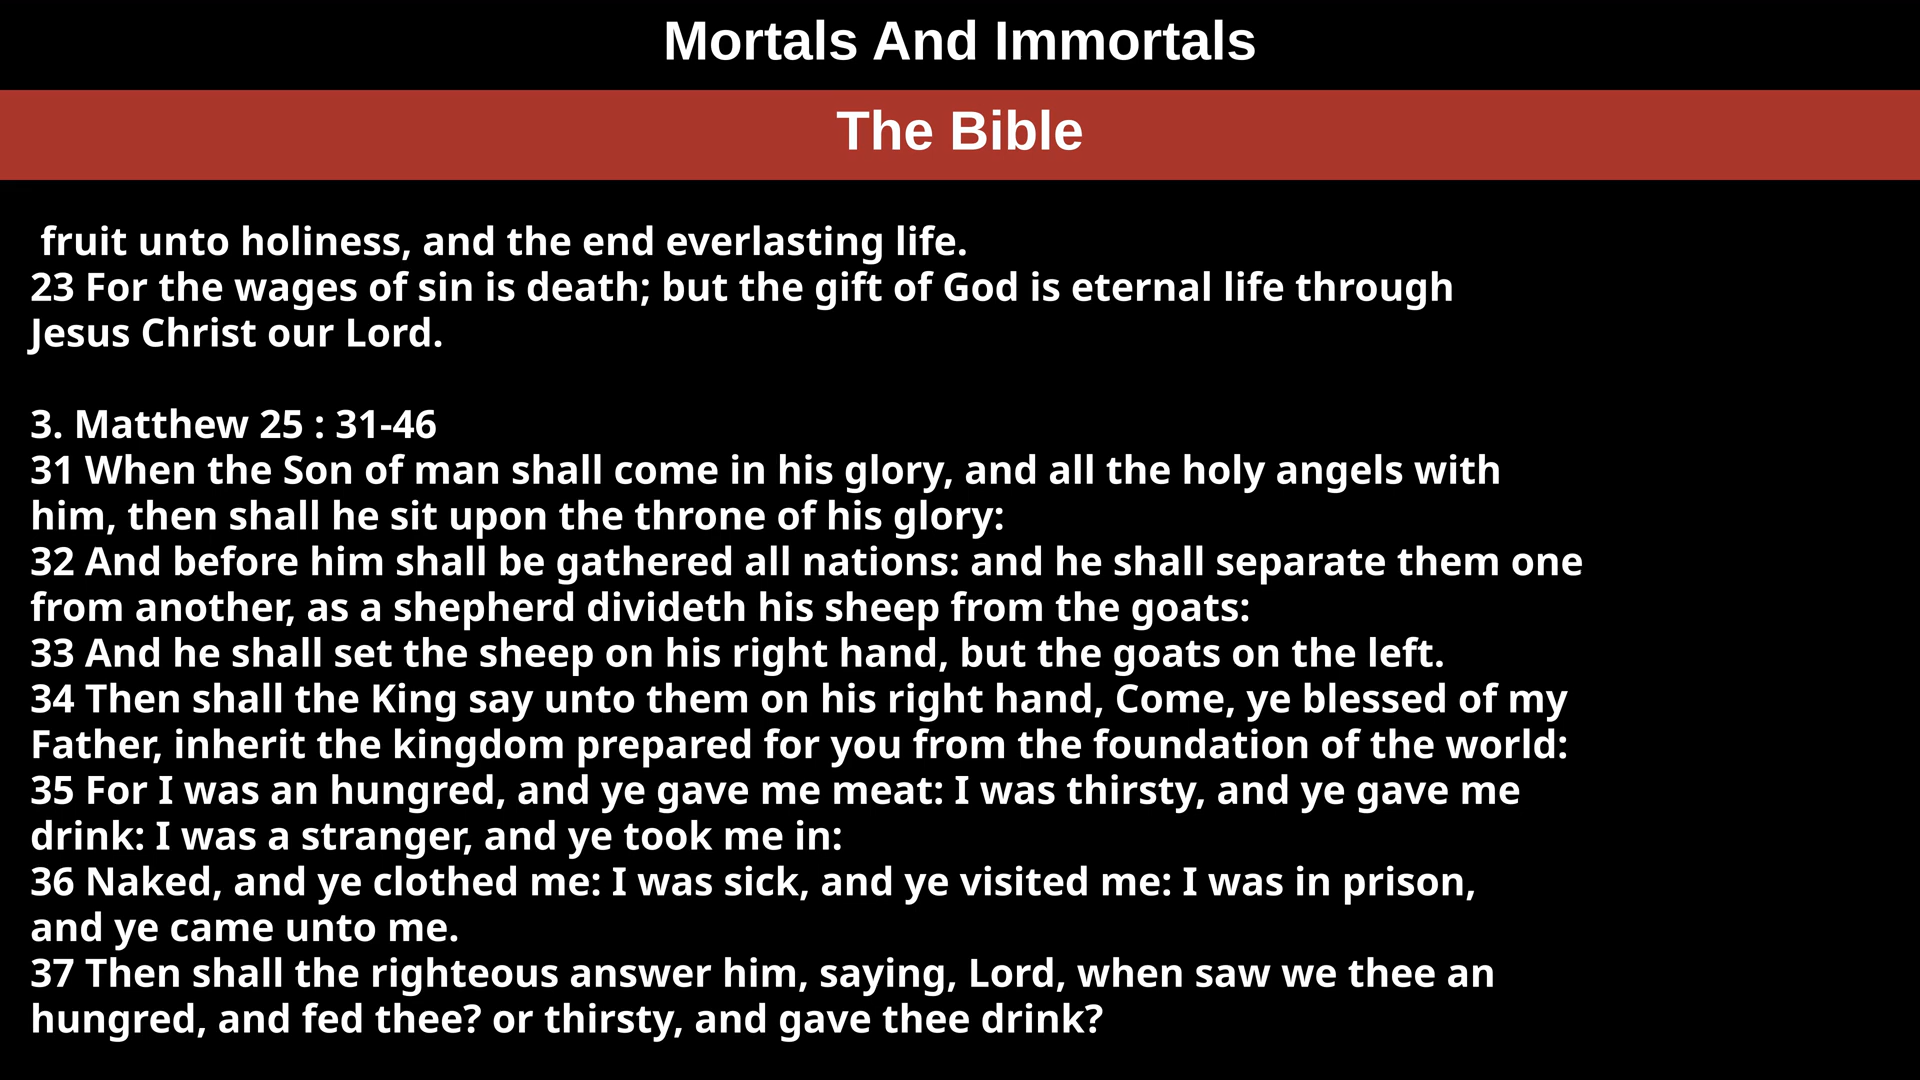 Mortals And Immortals
The Bible
fruit unto holiness, and the end everlasting life.
23 For the wages of sin is death; but the gift of God is eternal life through
Jesus Christ our Lord.
3. Matthew 25 : 31-46
31 When the Son of man shall come in his glory, and all the holy angels with
him, then shall he sit upon the throne of his glory:
32 And before him shall be gathered all nations: and he shall separate them one
from another, as a shepherd divideth his sheep from the goats:
33 And he shall set the sheep on his right hand, but the goats on the left.
34 Then shall the King say unto them on his right hand, Come, ye blessed of my
Father, inherit the kingdom prepared for you from the foundation of the world:
35 For I was an hungred, and ye gave me meat: I was thirsty, and ye gave me
drink: I was a stranger, and ye took me in:
36 Naked, and ye clothed me: I was sick, and ye visited me: I was in prison,
and ye came unto me.
37 Then shall the righteous answer him, saying, Lord, when saw we thee an
hungred, and fed thee? or thirsty, and gave thee drink?